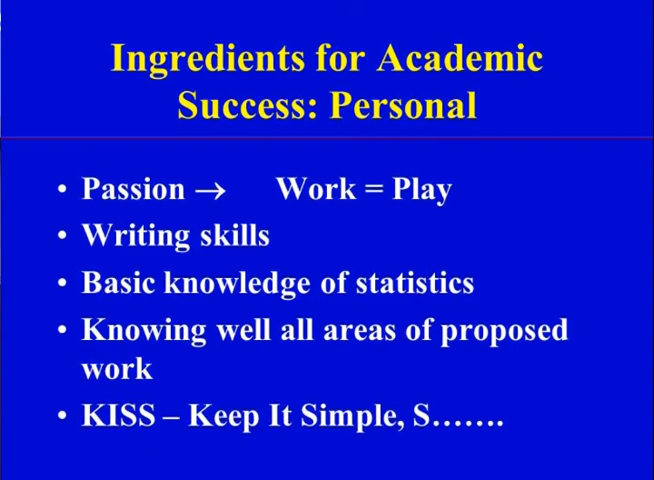 Ingredients for Academic
Success: Personal
• Passion → Work = Play
• Writing skills
• Basic knowledge of statistics
• Knowing well all areas of proposed
work
• KISS – Keep It Simple, S…….